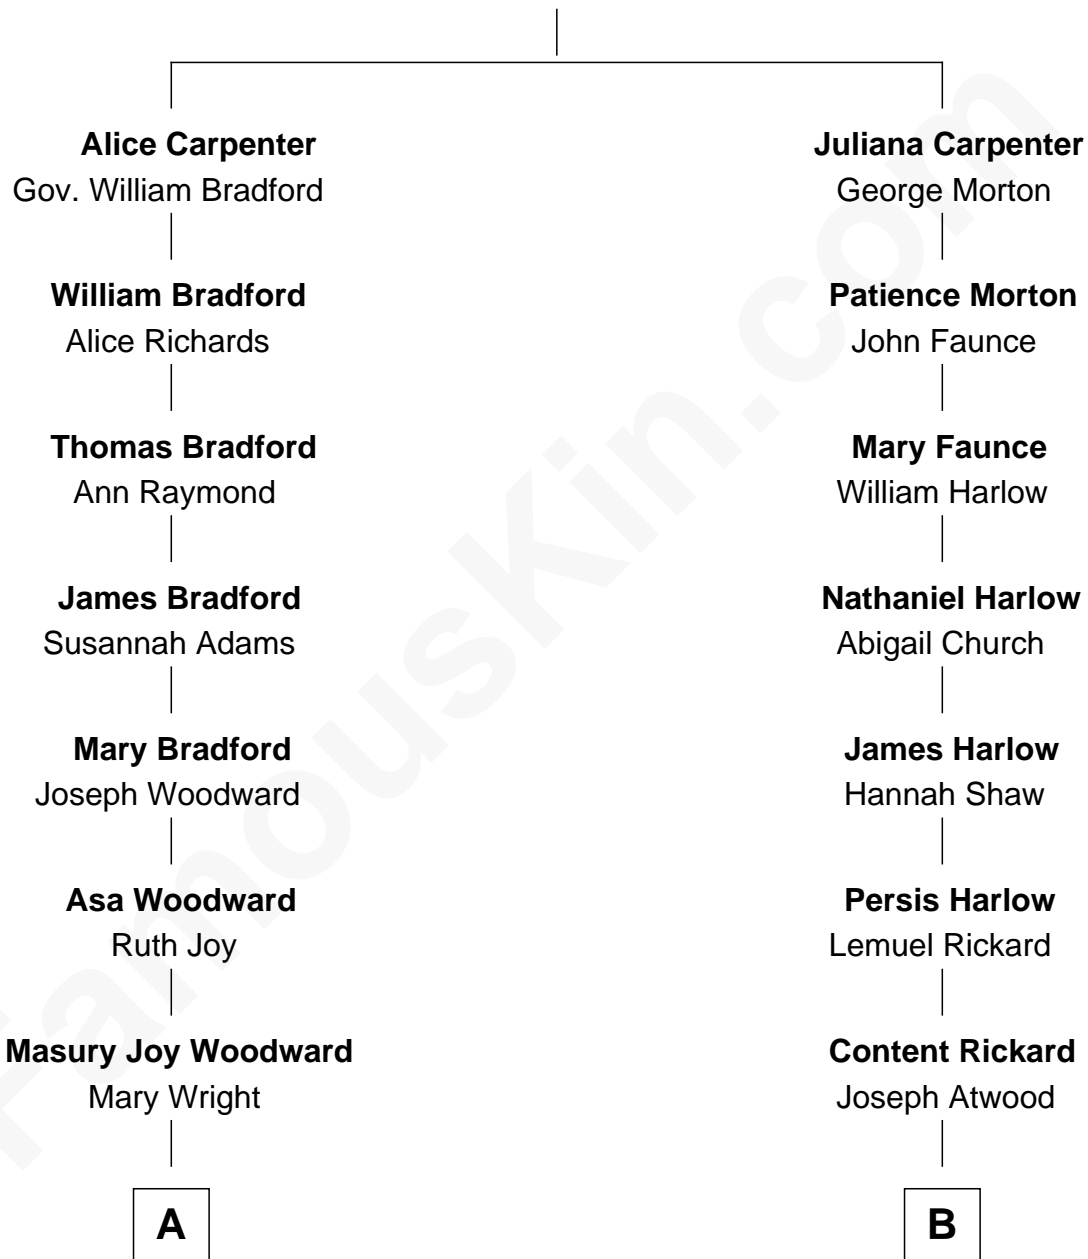 Alice Carpenter
Gov. William Bradford
William Bradford
Alice Richards
Thomas Bradford
Ann Raymond
James Bradford
Susannah Adams
Mary Bradford
Joseph Woodward
Asa Woodward
Ruth Joy
Masury Joy Woodward
Mary Wright
A
Juliana Carpenter
George Morton
Patience Morton
John Faunce
Mary Faunce
William Harlow
Nathaniel Harlow
Abigail Church
James Harlow
Hannah Shaw
Persis Harlow
Lemuel Rickard
Content Rickard
Joseph Atwood
B
FamousKin.com